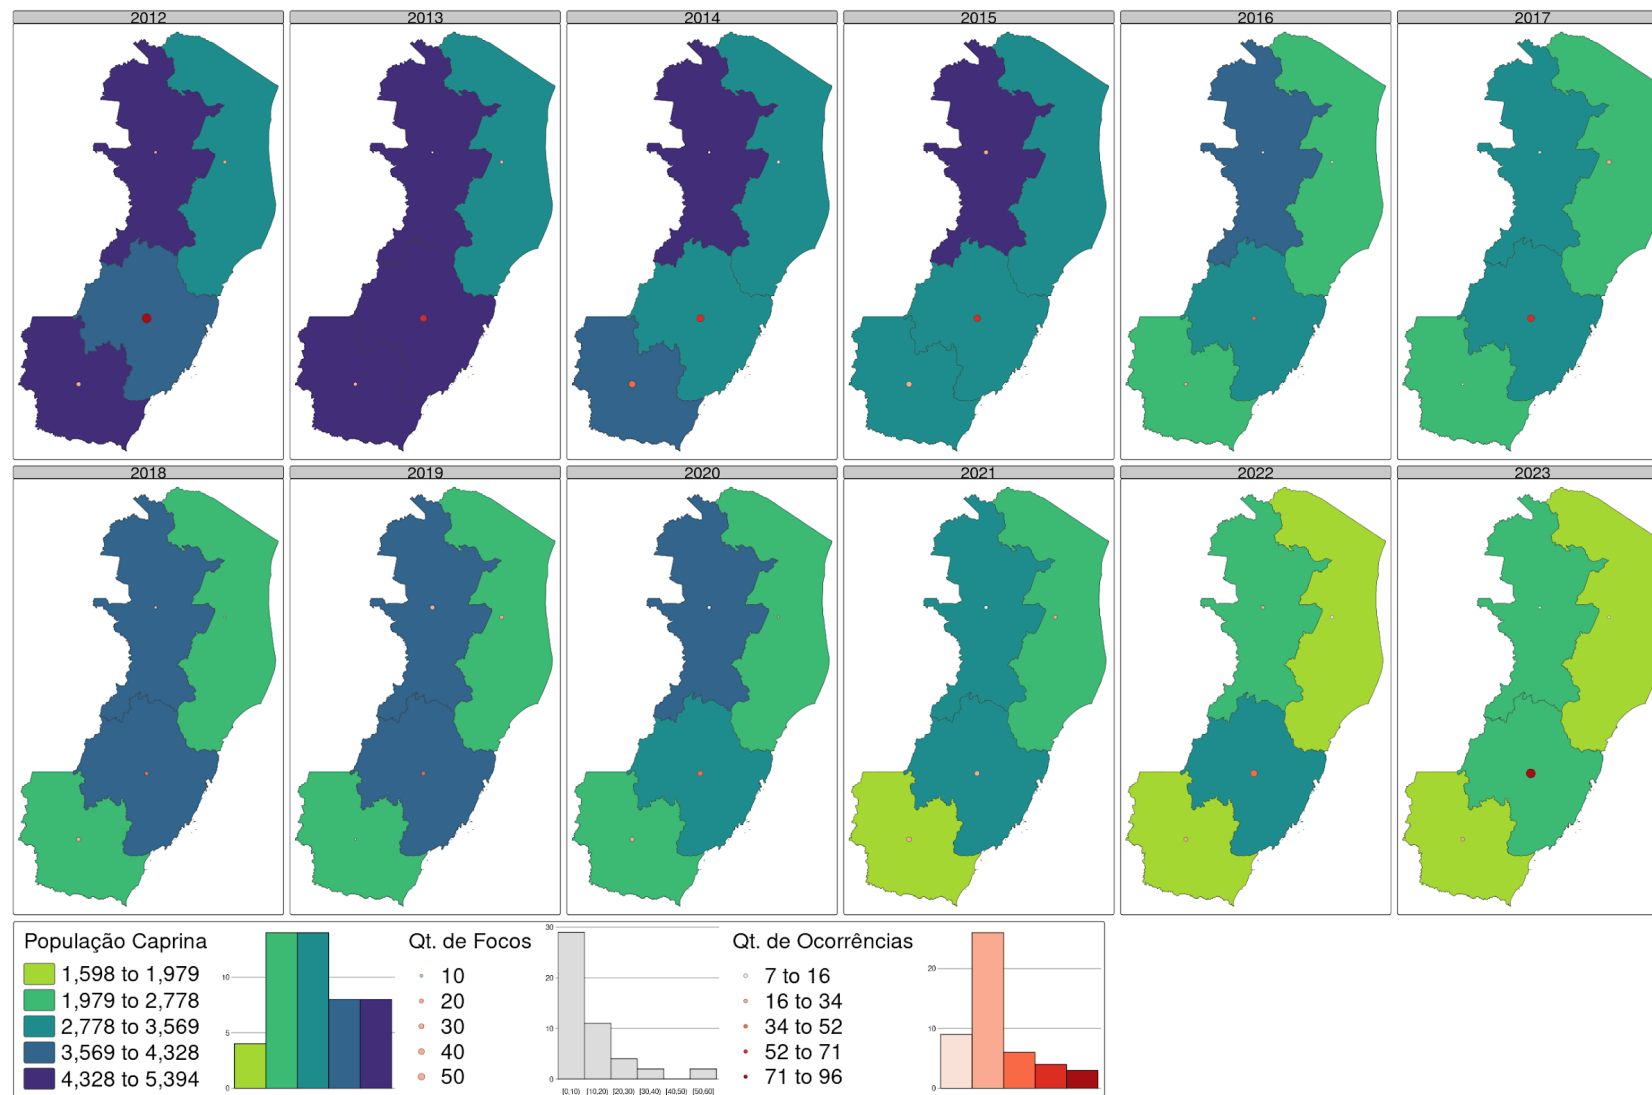 2012 2013 2014 2015 2016 2017
2018 2019 2020 2021 2022 2023
População Caprina
1,598 to 1,979
1,979 to 2,778
2,778 to 3,569
3,569 to 4,328
4,328 to 5,394
10
5
0
Qt. de Focos
10
20
30
40
50
30
20
10
0
[0,10) [10,20) [20,30) [30,40) [40,50) [50,60]
Qt. de Ocorrências
7 to 16
16 to 34
34 to 52
52 to 71
71 to 96
20
10
0